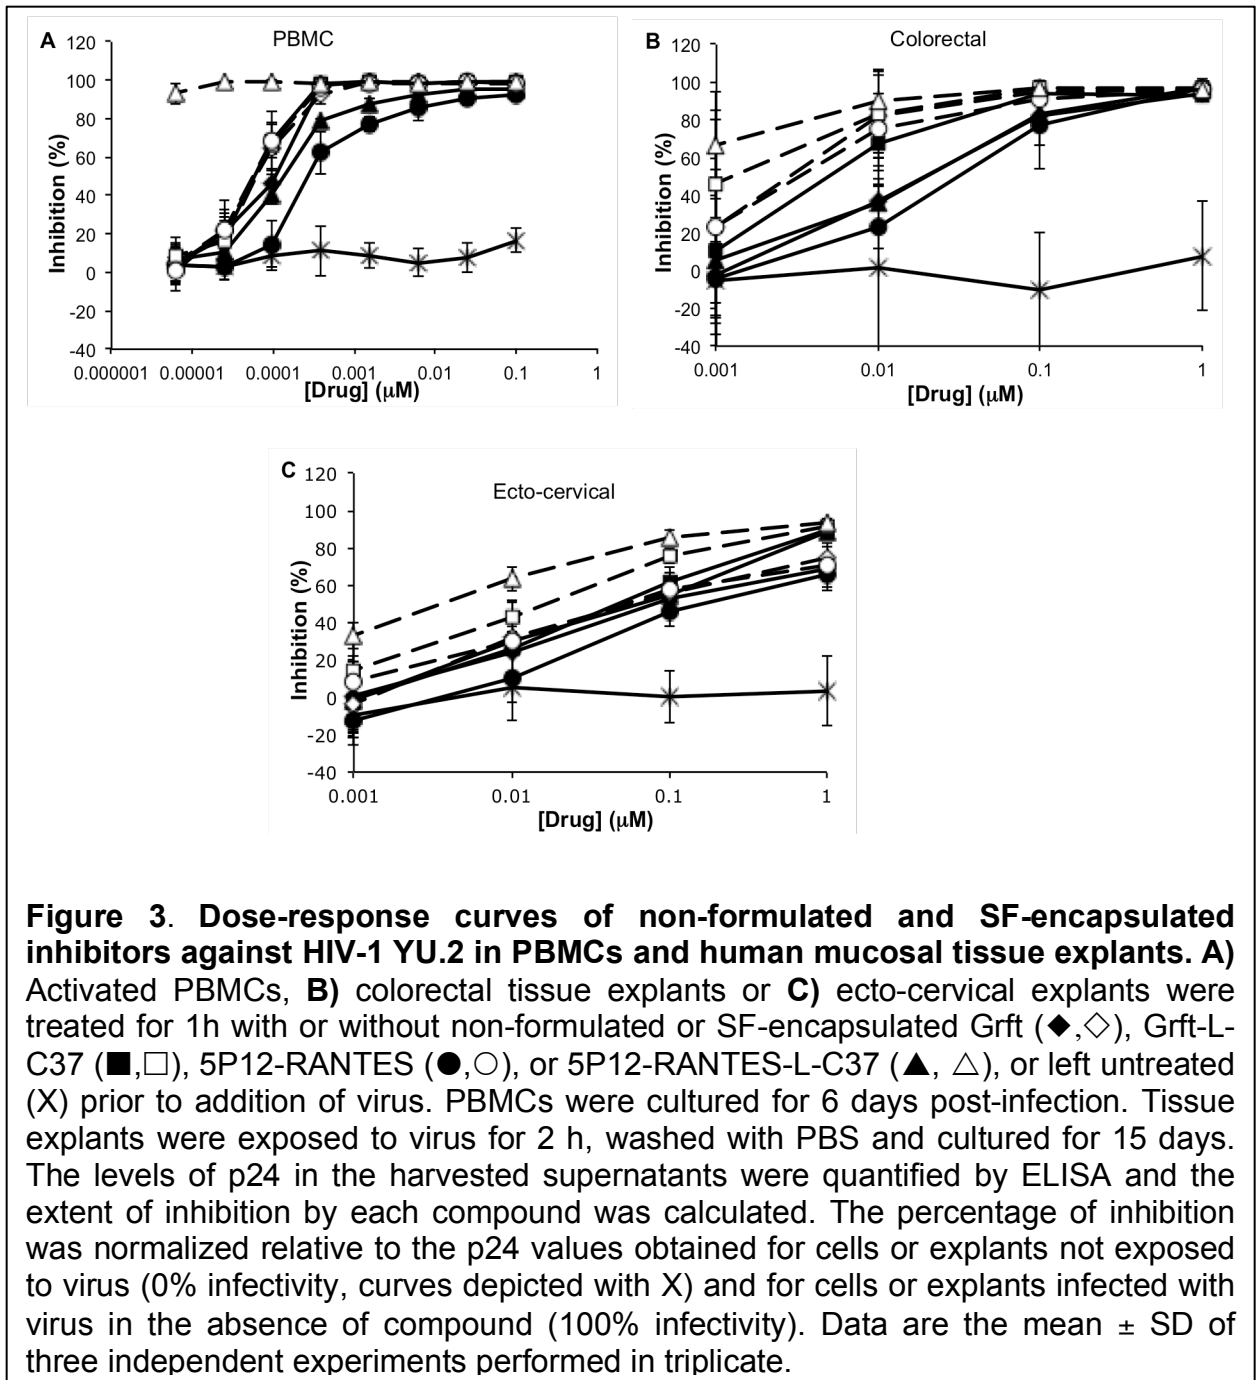 A
PBMC
120
100
80
60
40
20
0
-20
-40
Inhibition (%)
0.000001 0.00001 0.0001 0.001 0.01 0.1 1
[Drug] (μM)
B
Colorectal
120
100
80
60
40
20
0
-20
-40
Inhibition (%)
0.001 0.01 0.1 1
[Drug] (μM)
C
Ecto-cervical
120
100
80
60
40
20
0
-20
-40
Inhibition (%)
0.001 0.01 0.1 1
[Drug] (μM)
Figure 3. Dose-response curves of non-formulated and SF-encapsulated
inhibitors against HIV-1 YU.2 in PBMCs and human mucosal tissue explants. A)
Activated PBMCs, B) colorectal tissue explants or C) ecto-cervical explants were
treated for 1h with or without non-formulated or SF-encapsulated Grft (◆,◇), Grft-L-
C37 (■,□), 5P12-RANTES (●,○), or 5P12-RANTES-L-C37 (▲, △), or left untreated
(X) prior to addition of virus. PBMCs were cultured for 6 days post-infection. Tissue
explants were exposed to virus for 2 h, washed with PBS and cultured for 15 days.
The levels of p24 in the harvested supernatants were quantified by ELISA and the
extent of inhibition by each compound was calculated. The percentage of inhibition
was normalized relative to the p24 values obtained for cells or explants not exposed
to virus (0% infectivity, curves depicted with X) and for cells or explants infected with
virus in the absence of compound (100% infectivity). Data are the mean ± SD of
three independent experiments performed in triplicate.